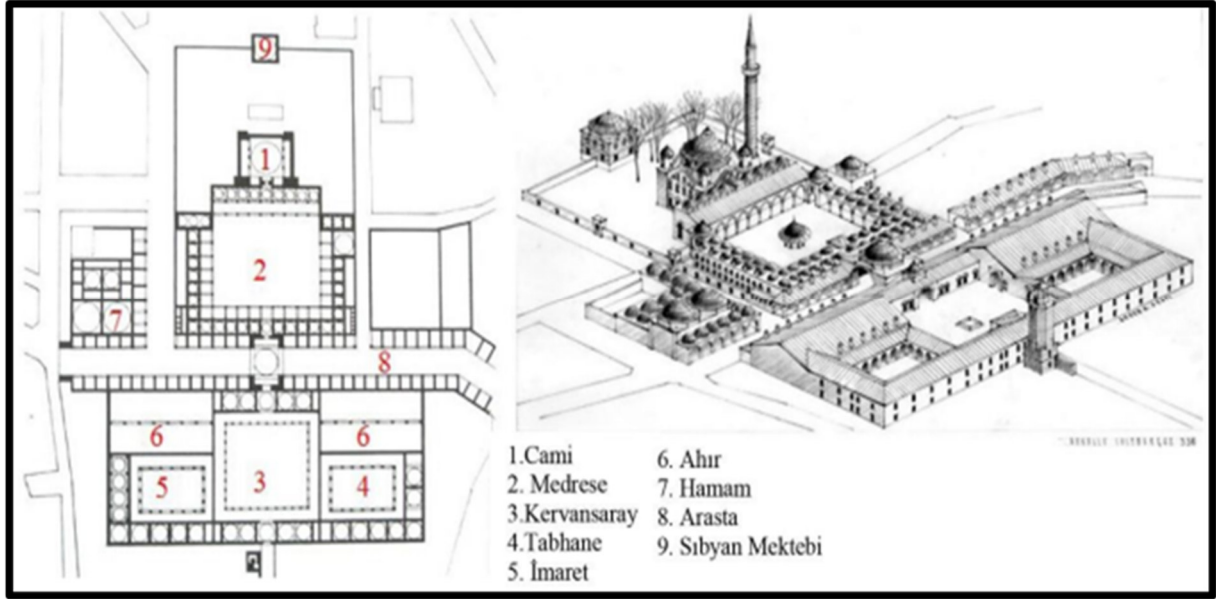 9
1
2
7
8
6
6
5
3
4
1.Cami
2. Medrese
3.Kervansaray
4.Tabhane
5. İmaret
6. Ahır
7. Hamam
8. Arasta
9. Sıbyan Mektebi